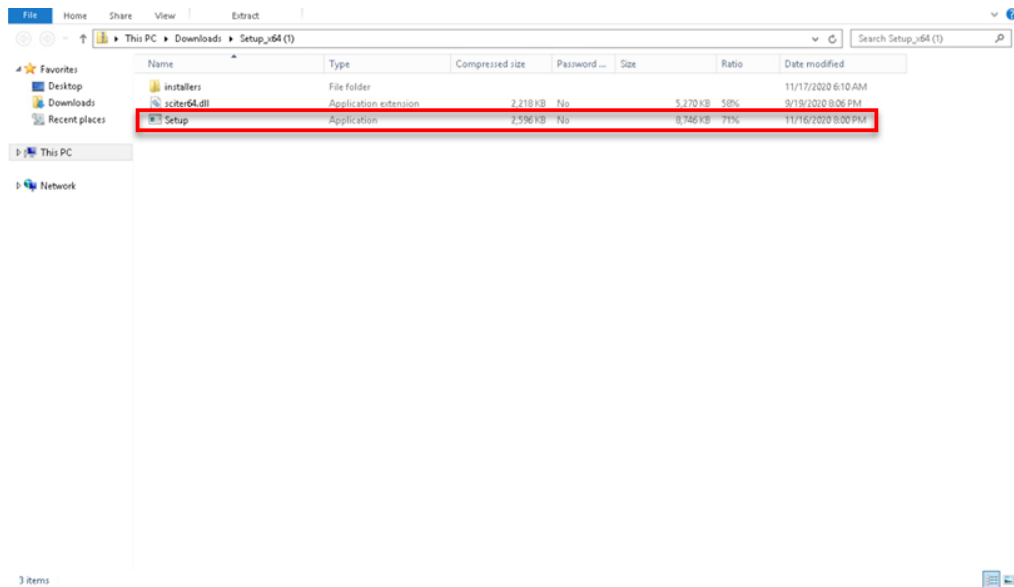 File Home Share View Extract
This PC Downloads Setup_x64 (1) Search Setup_x64 (1)
Name Type Compressed size Password ... Size Ratio Date modified
Favorites
Desktop
Downloads
Recent places
This PC
Network
installers File folder 11/17/2020 6:10 AM
sciter64.dll Application extension 2,218 KB No 5,270 KB 58% 9/19/2020 8:06 PM
Setup Application 2,596 KB No 8,746 KB 71% 11/16/2020 8:00 PM
3 items